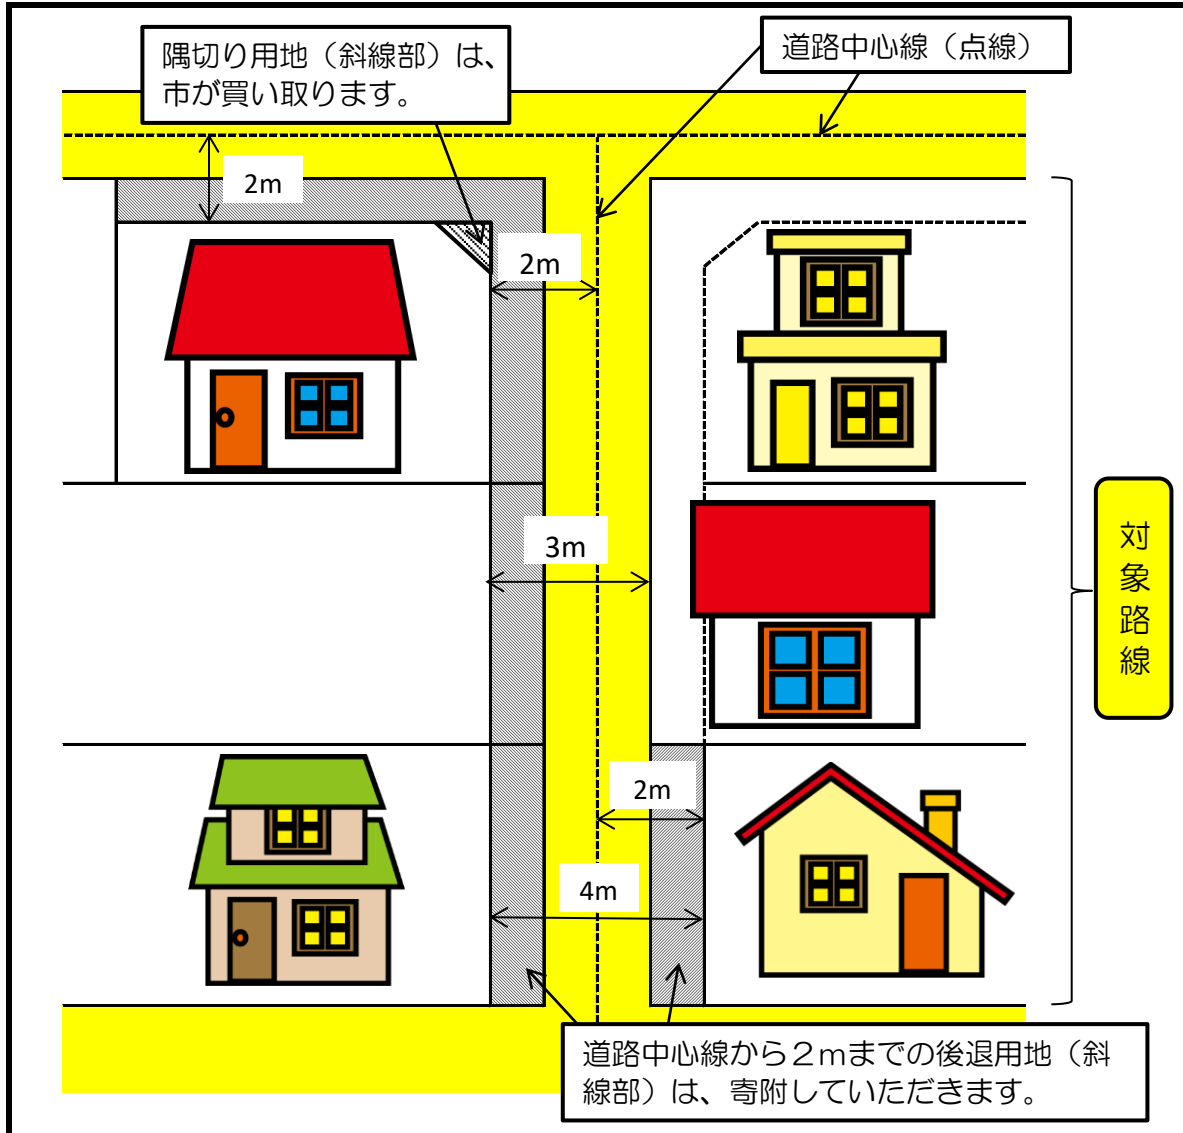 隅切り用地（斜線部）は、
市が買い取ります。
道路中心線（点線）
2m
2m
3m
対象路線
2m
4m
道路中心線から２ｍまでの後退用地（斜
線部）は、寄附していただきます。